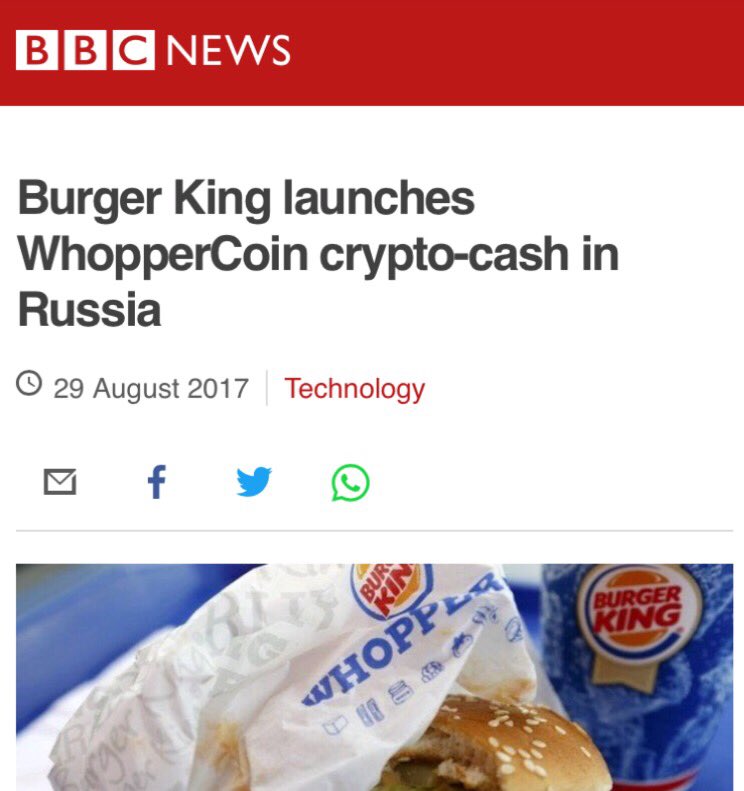 BBC NEWS
Burger King launches
WhopperCoin crypto-cash in
Russia
29 August 2017 Technology
BURGER
KING
WHOPPER
BURGER
KING